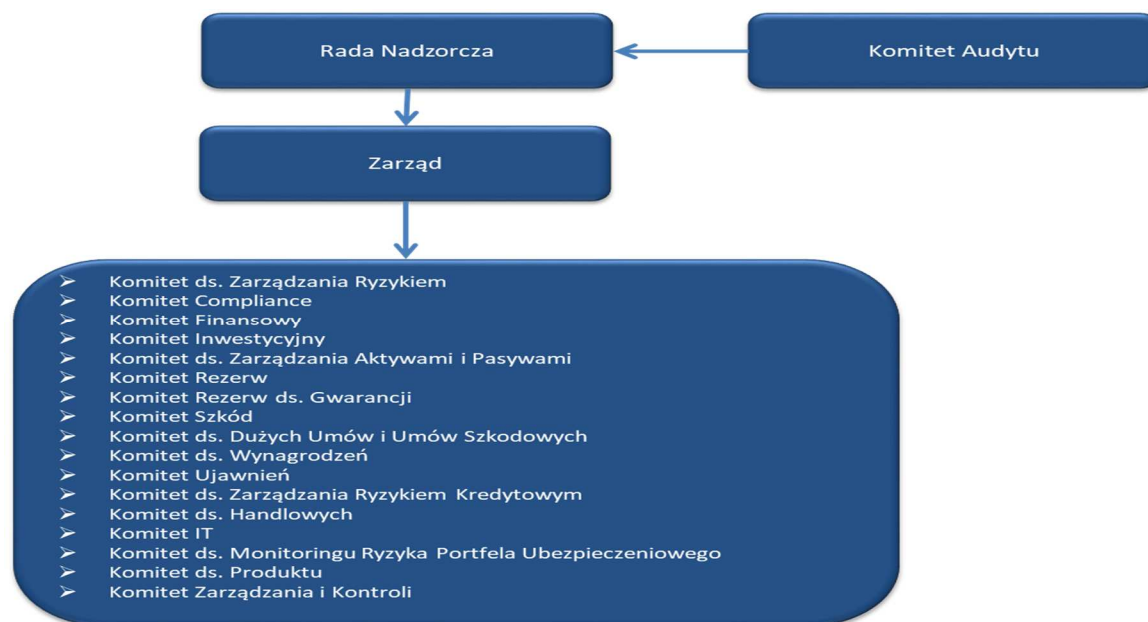 Rada Nadzorcza
Komitet Audytu
Zarząd
➢ Komitet ds. Zarządzania Ryzykiem
➢ Komitet Compliance
➢ Komitet Finansowy
➢ Komitet Inwestycyjny
➢ Komitet ds. Zarządzania Aktywami i Pasywami
➢ Komitet Rezerw
➢ Komitet Rezerw ds. Gwarancji
➢ Komitet Szkód
➢ Komitet ds. Dużych Umów i Umów Szkodowych
➢ Komitet ds. Wynagrodzeń
➢ Komitet Ujawnień
➢ Komitet ds. Zarządzania Ryzykiem Kredytowym
➢ Komitet ds. Handlowych
➢ Komitet IT
➢ Komitet ds. Monitoringu Ryzyka Portfela Ubezpieczeniowego
➢ Komitet ds. Produktu
➢ Komitet Zarządzania i Kontroli